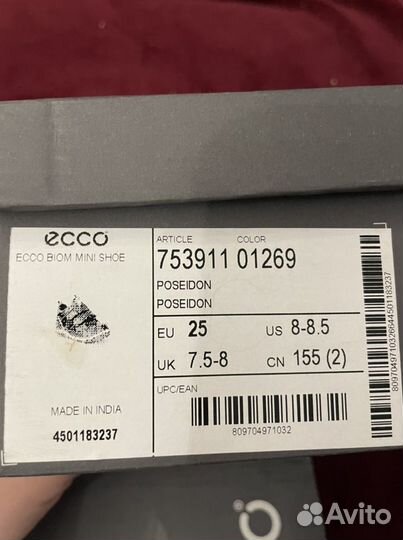 ecco
ECCO BIOM MINI SHOE
MADE IN INDIA
4501183237
ARTICLE COLOR
753911 01269
POSEIDON
POSEIDON
EU 25 US 8-8.5
UK 7.5-8 CN 155 (2)
UPC/EAN
809704971032
8097049710326644501183237
Avito